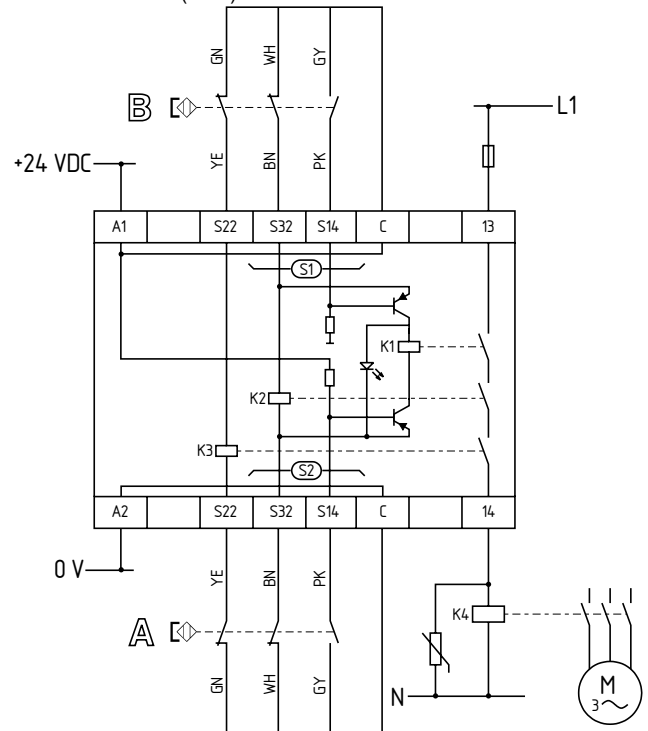 GN WH GY
B
L1
YE BN PK
+24 VDC
A1 S22 S32 S14 C 13
S1
K1
K2
K3
S2
A2 S22 S32 S14 C 14
0 V
YE BN PK
K4
A
GN WH GY
N
M
3